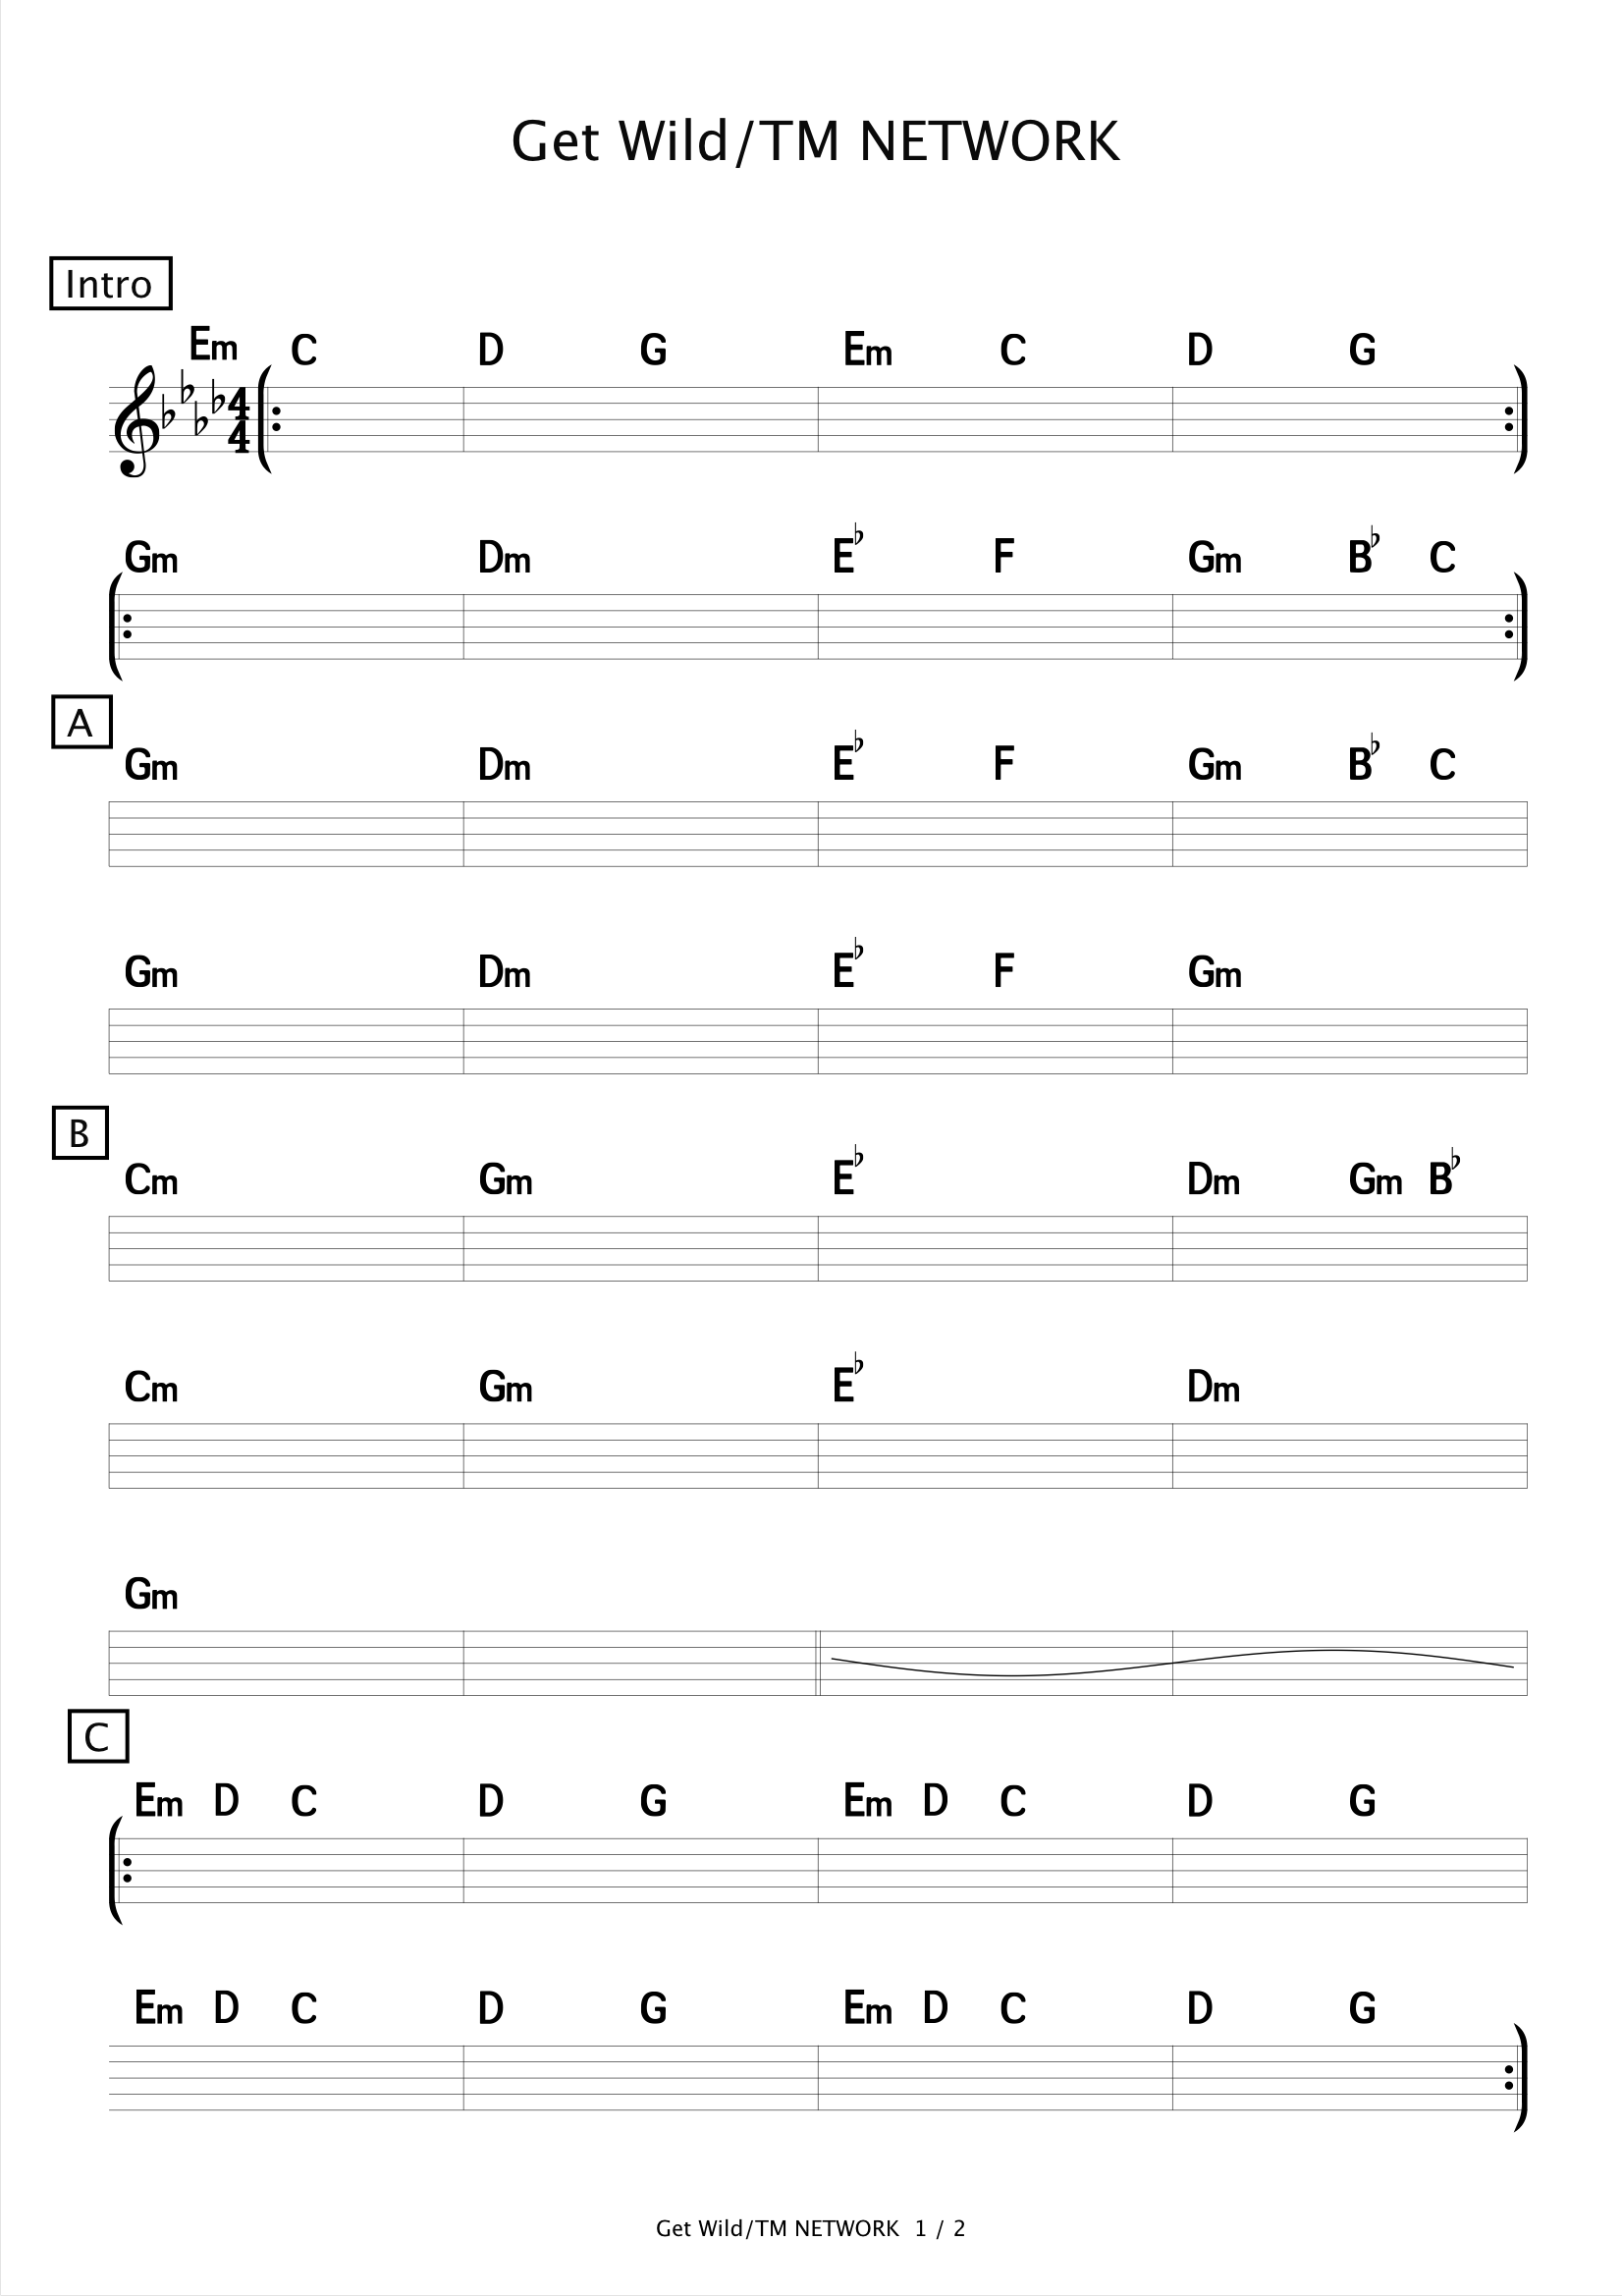 Get Wild/TM NETWORK
Intro
Em C D G Em C D G
4
4
Gm Dm E♭ F Gm B♭ C
A
Gm Dm E♭ F Gm B♭ C
Gm Dm E♭ F Gm
B
Cm Gm E♭ Dm Gm B♭
Cm Gm E♭ Dm
Gm
C
Em D C D G Em D C D G
Em D C D G Em D C D G
Get Wild/TM NETWORK 1 / 2